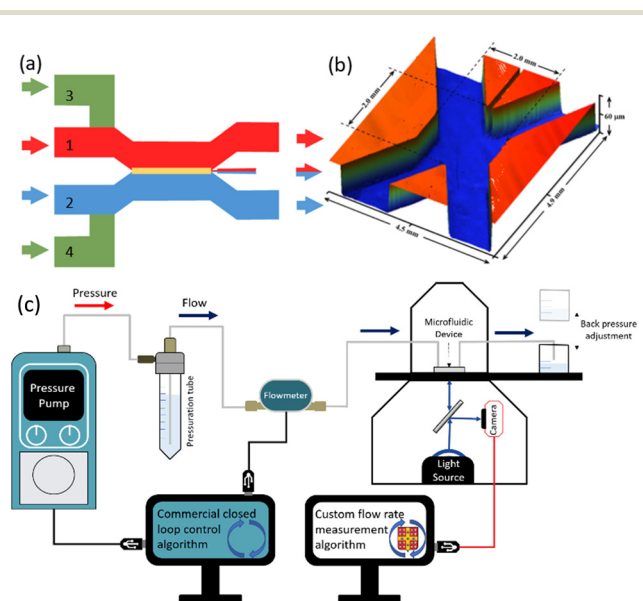 (a)
3
1
2
4
(b)
2.0 mm
2.0 mm
60 µm
4.9 mm
4.5 mm
(c)
Pressure
Flow
Pressure
Pump
Pressuration tube
Flowmeter
Microfluidic
Device
Back pressure
adjustment
Camera
Light
Source
Commercial closed
loop control
algorithm
Custom flow rate
measurement
algorithm